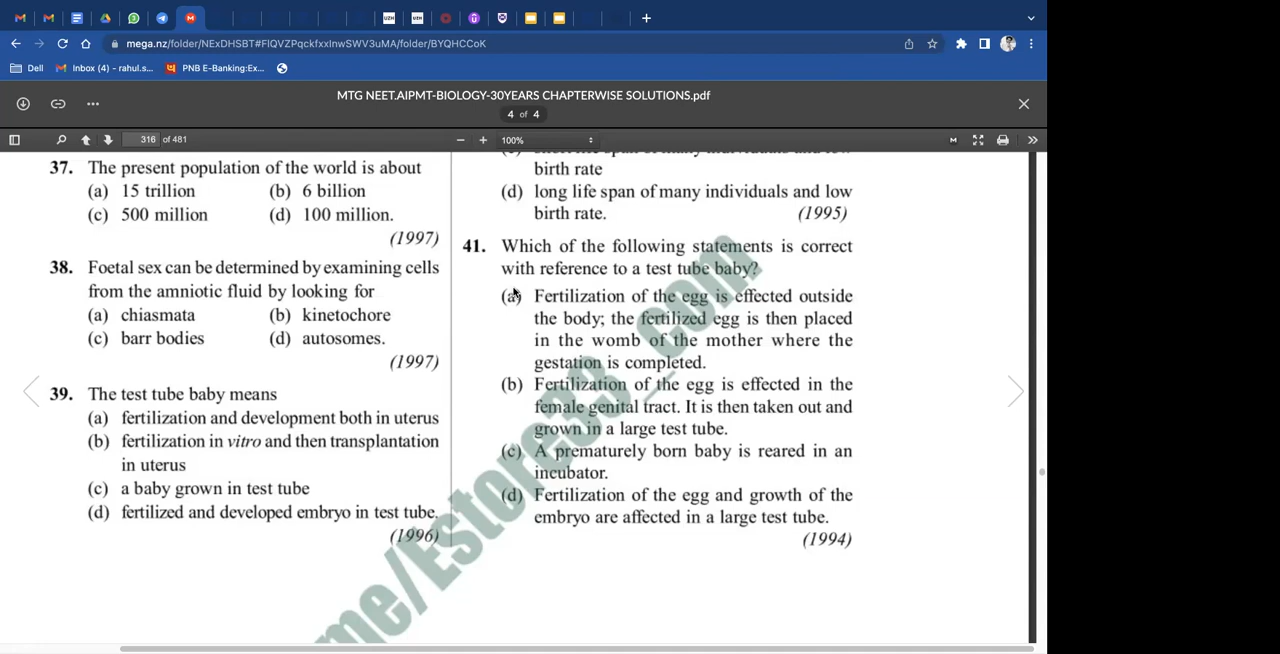 UZH
UZH
mega.nz/folder/NExDHSBT#FlQVZPqckfxxInwSWV3uMA/folder/BYQHCCoK
Dell
Inbox (4) - rahul.s...
PNB E-Banking:Ex...
MTG NEET.AIPMT-BIOLOGY-30YEARS CHAPTERWISE SOLUTIONS.pdf
4 of 4
316 of 481
100%
37. The present population of the world is about
(a) 15 trillion (b) 6 billion
(c) 500 million (d) 100 million.
(1997)
38. Foetal sex can be determined by examining cells
from the amniotic fluid by looking for
(a) chiasmata (b) kinetochore
(c) barr bodies (d) autosomes.
(1997)
39. The test tube baby means
(a) fertilization and development both in uterus
(b) fertilization in vitro and then transplantation
in uterus
(c) a baby grown in test tube
(d) fertilized and developed embryo in test tube.
(1996)
birth rate
(d) long life span of many individuals and low
birth rate. (1995)
41. Which of the following statements is correct
with reference to a test tube baby?
(a) Fertilization of the egg is effected outside
the body; the fertilized egg is then placed
in the womb of the mother where the
gestation is completed.
(b) Fertilization of the egg is effected in the
female genital tract. It is then taken out and
grown in a large test tube.
(c) A prematurely born baby is reared in an
incubator.
(d) Fertilization of the egg and growth of the
embryo are affected in a large test tube.
(1994)
me/Estore33_com